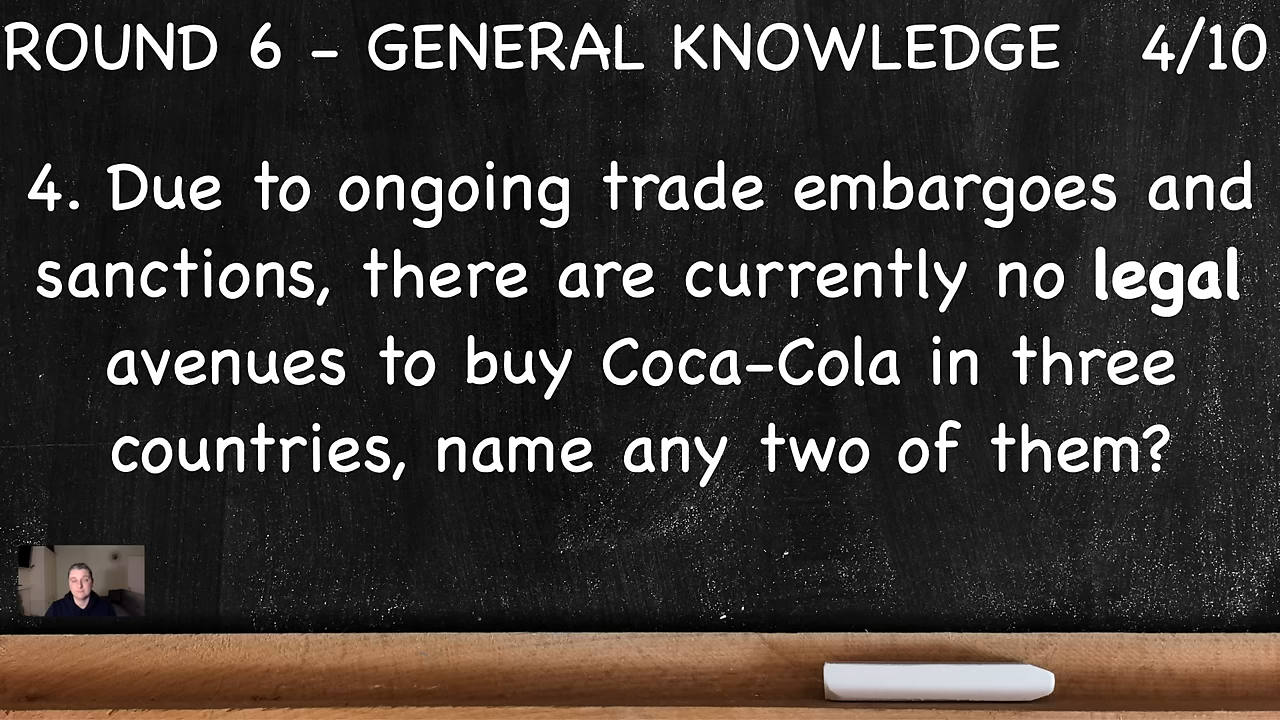 ROUND 6 - GENERAL KNOWLEDGE 4/10
4. Due to ongoing trade embargoes and
sanctions, there are currently no legal
avenues to buy Coca-Cola in three
countries, name any two of them?